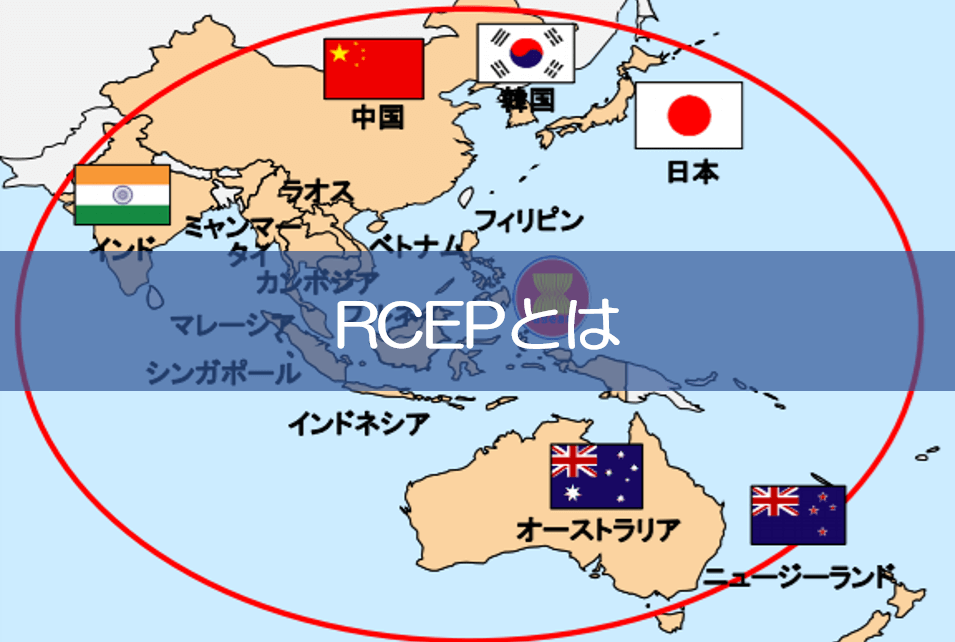 中国
韓国
日本
インド
ラオス
ミャンマー
フィリピン
タイ
ベトナム
カンボジア
マレーシア
RCEPとは
シンガポール
インドネシア
オーストラリア
ニュージーランド